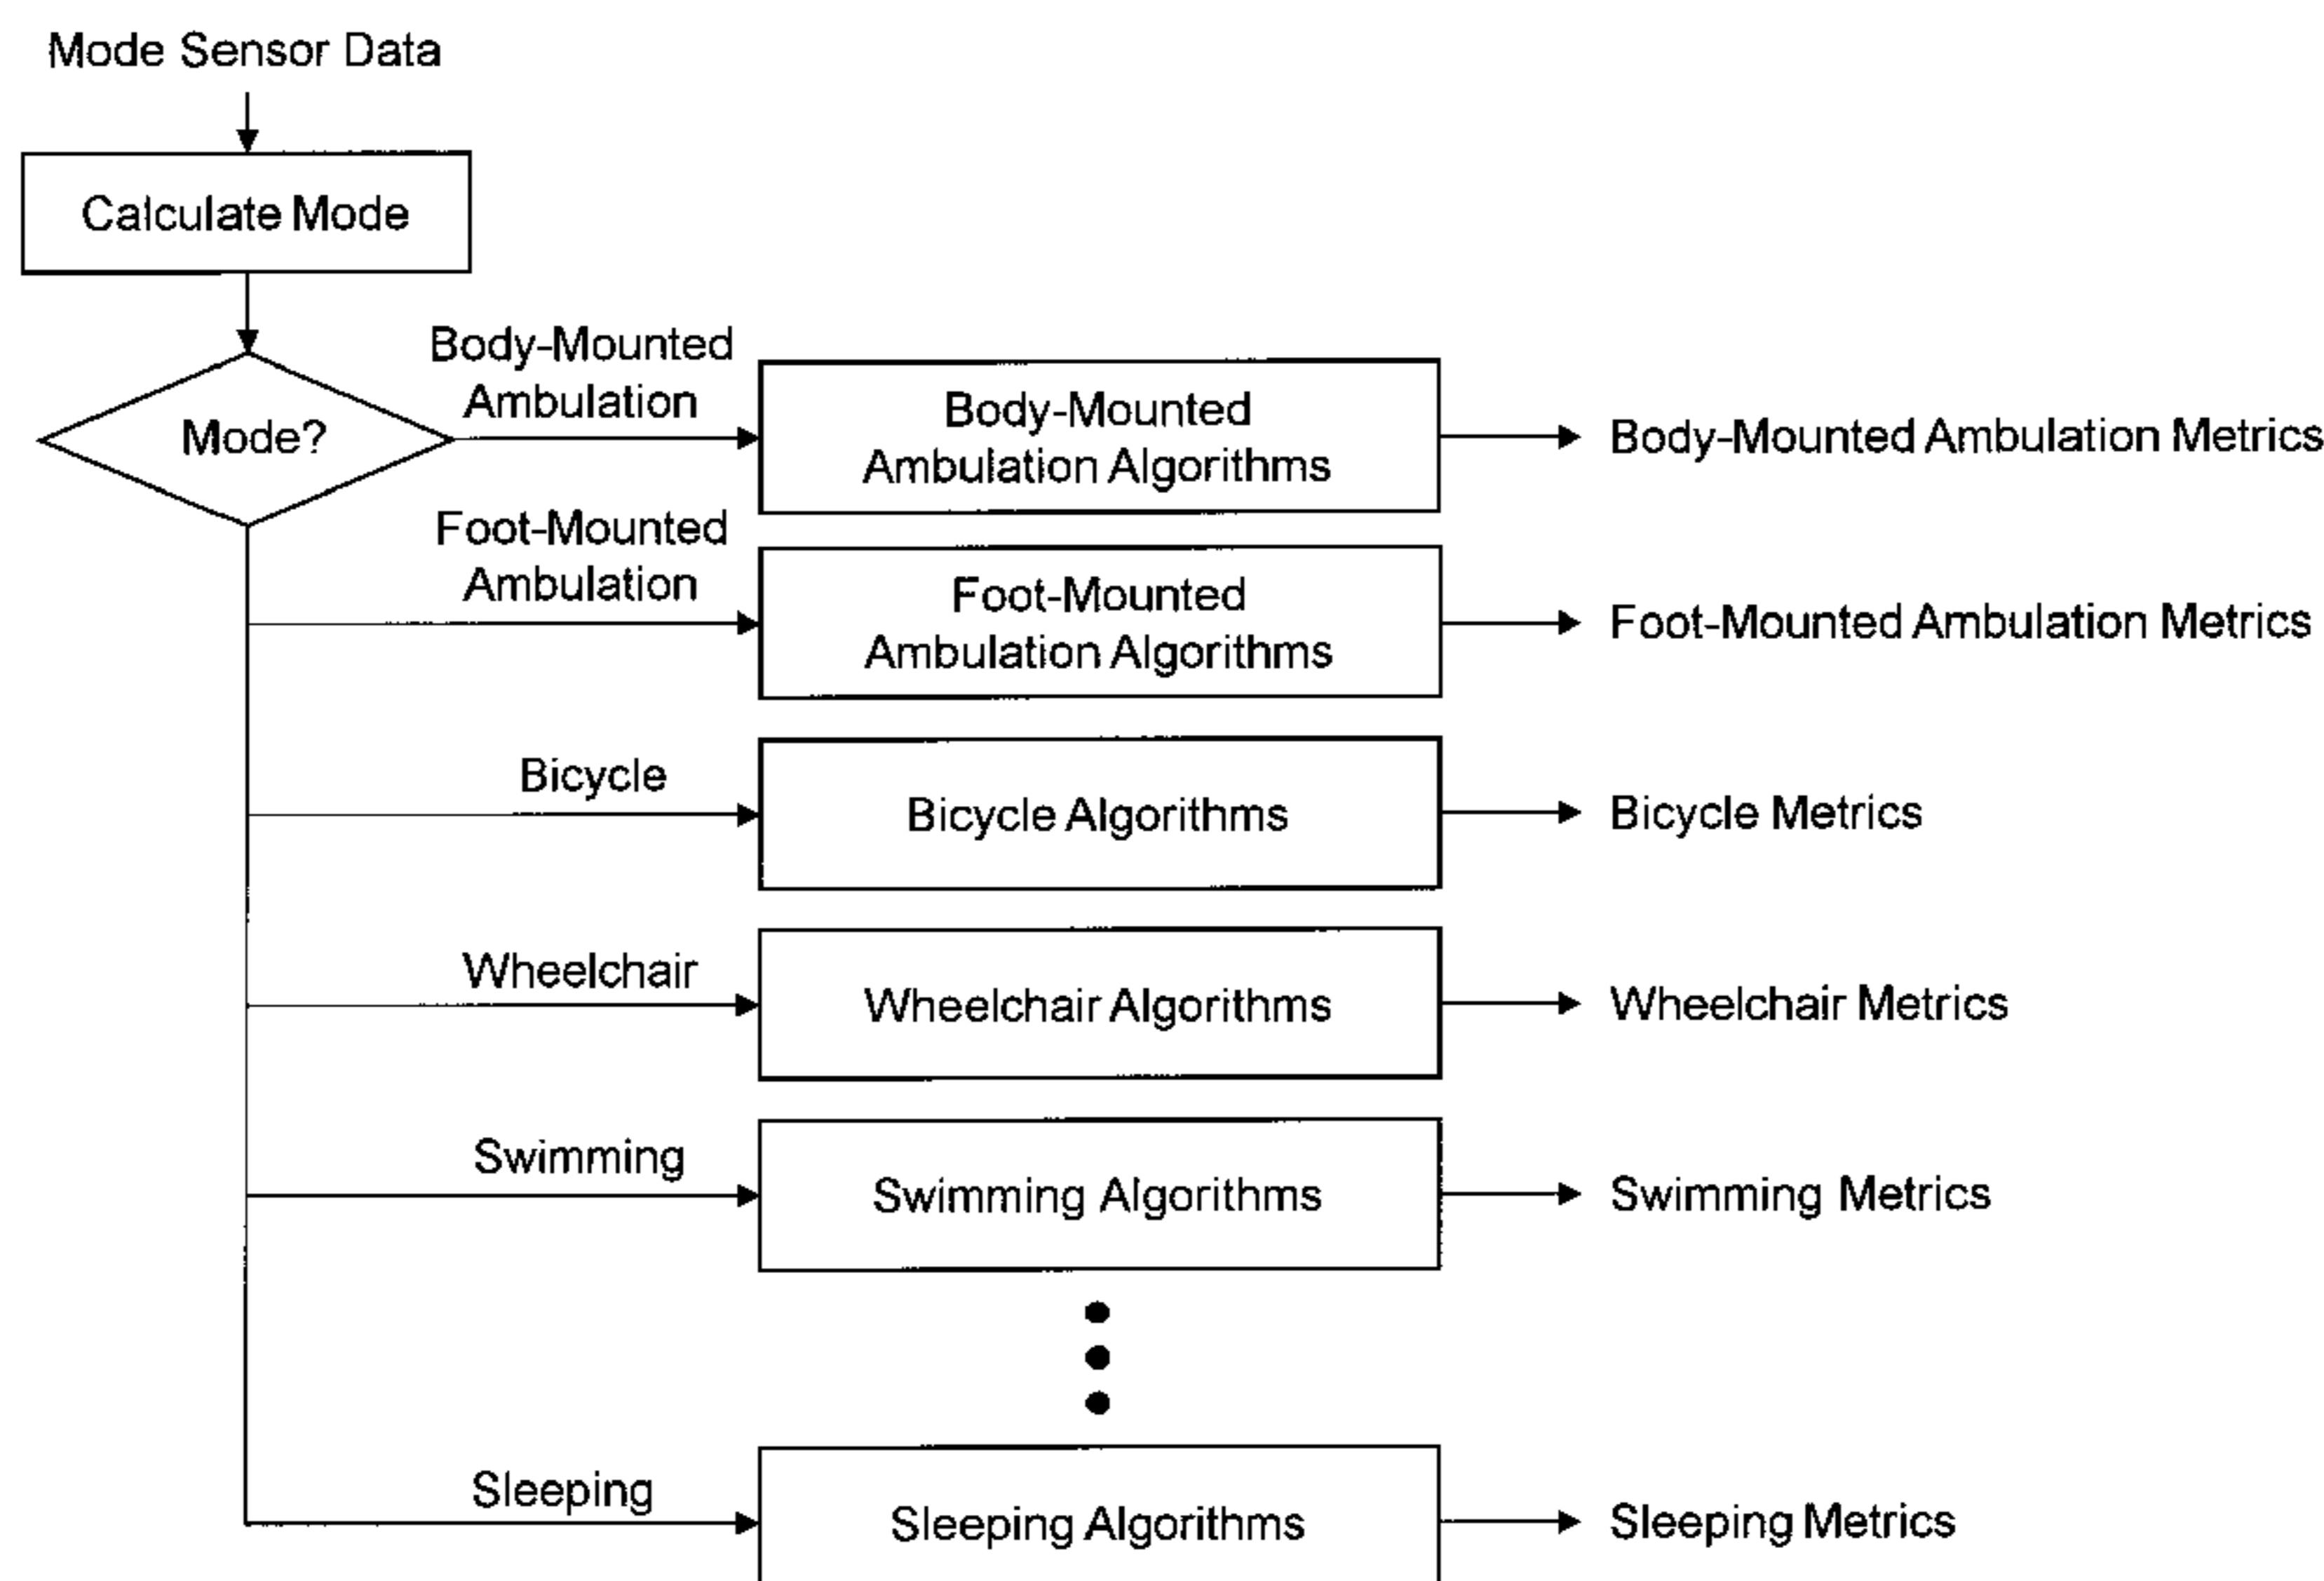 Mode Sensor Data
Calculate Mode
Mode?
Body-Mounted
Ambulation
Body-Mounted
Ambulation Algorithms
Body-Mounted Ambulation Metrics
Foot-Mounted
Ambulation
Foot-Mounted
Ambulation Algorithms
Foot-Mounted Ambulation Metrics
Bicycle
Bicycle Algorithms
Bicycle Metrics
Wheelchair
Wheelchair Algorithms
Wheelchair Metrics
Swimming
Swimming Algorithms
Swimming Metrics
Sleeping
Sleeping Algorithms
Sleeping Metrics